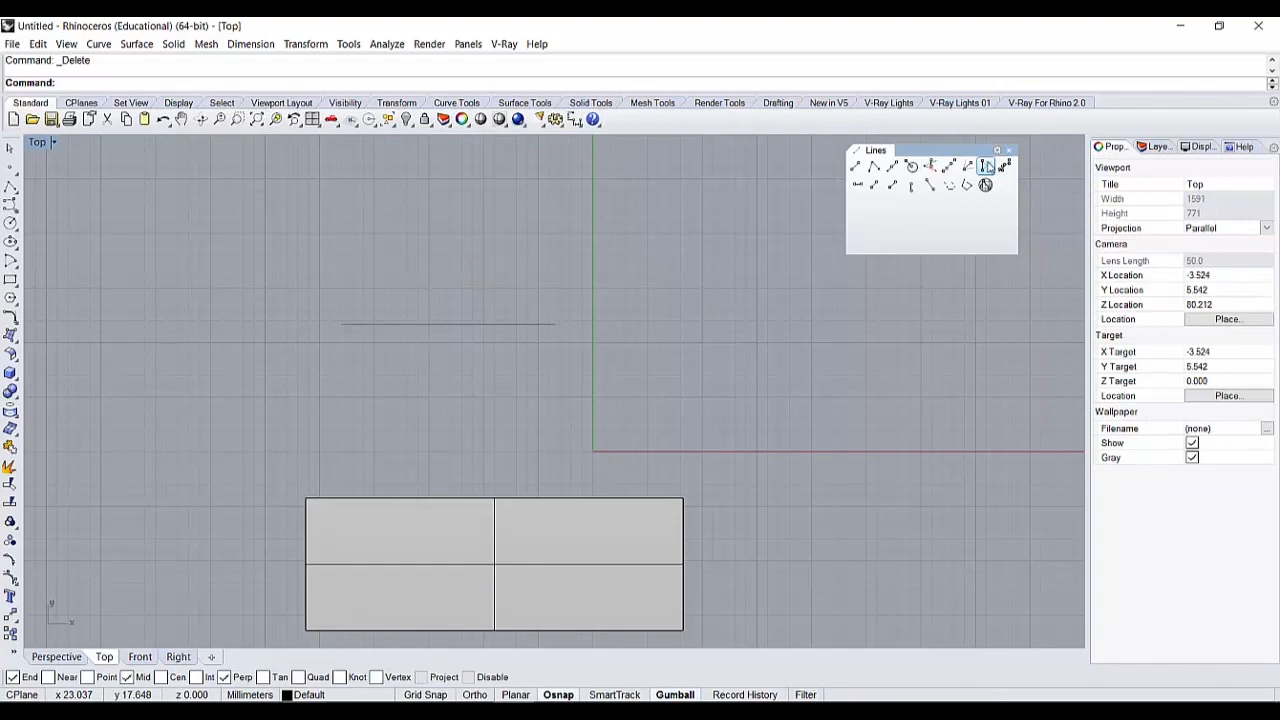 Untitled - Rhinoceros (Educational) (64-bit) - [Top]
File Edit View Curve Surface Solid Mesh Dimension Transform Tools Analyze Render Panels V-Ray Help
Command: _Delete
Command:
Standard CPlanes Set View Display Select Viewport Layout Visibility Transform Curve Tools Surface Tools Solid Tools Mesh Tools Render Tools Drafting New in V5 V-Ray Lights V-Ray Lights 01 V-Ray For Rhino 2.0
Top
Lines
Prop... Laye... Displ... Help
Viewport
Title Top
Width 1591
Height 771
Projection Parallel
Camera
Lens Length 50.0
X Location -3.524
Y Location 5.542
Z Location 80.212
Location Place...
Target
X Target -3.524
Y Target 5.542
Z Target 0.000
Location Place...
Wallpaper
Filename (none) ...
Show
Gray
y
x
Perspective Top Front Right
End Near Point Mid Cen Int Perp Tan Quad Knot Vertex Project Disable
CPlane x 23.037 y 17.648 z 0.000 Millimeters Default Grid Snap Ortho Planar Osnap SmartTrack Gumball Record History Filter